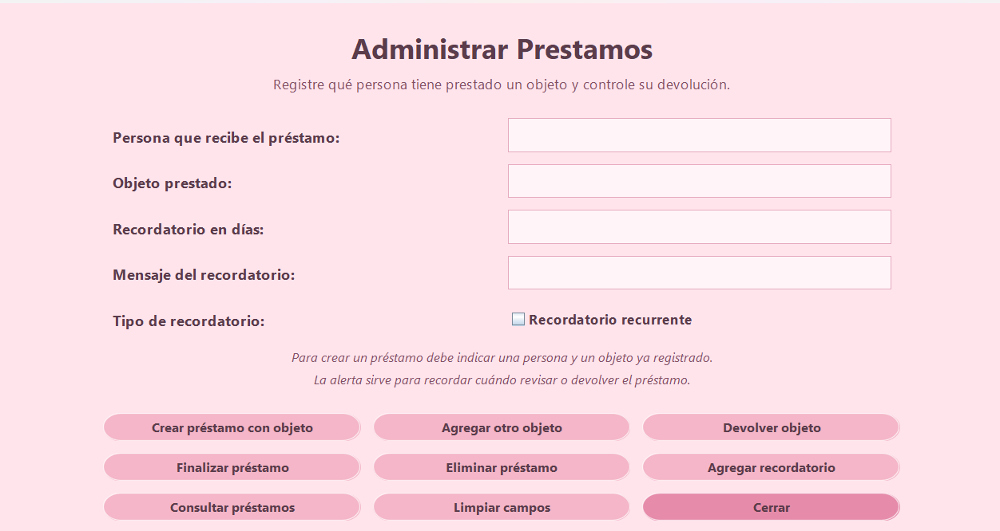 Administrar Prestamos
Registre qué persona tiene prestado un objeto y controle su devolución.
Persona que recibe el préstamo:
Objeto prestado:
Recordatorio en días:
Mensaje del recordatorio:
Tipo de recordatorio:
Recordatorio recurrente
Para crear un préstamo debe indicar una persona y un objeto ya registrado.
La alerta sirve para recordar cuándo revisar o devolver el préstamo.
Crear préstamo con objeto
Agregar otro objeto
Devolver objeto
Finalizar préstamo
Eliminar préstamo
Agregar recordatorio
Consultar préstamos
Limpiar campos
Cerrar